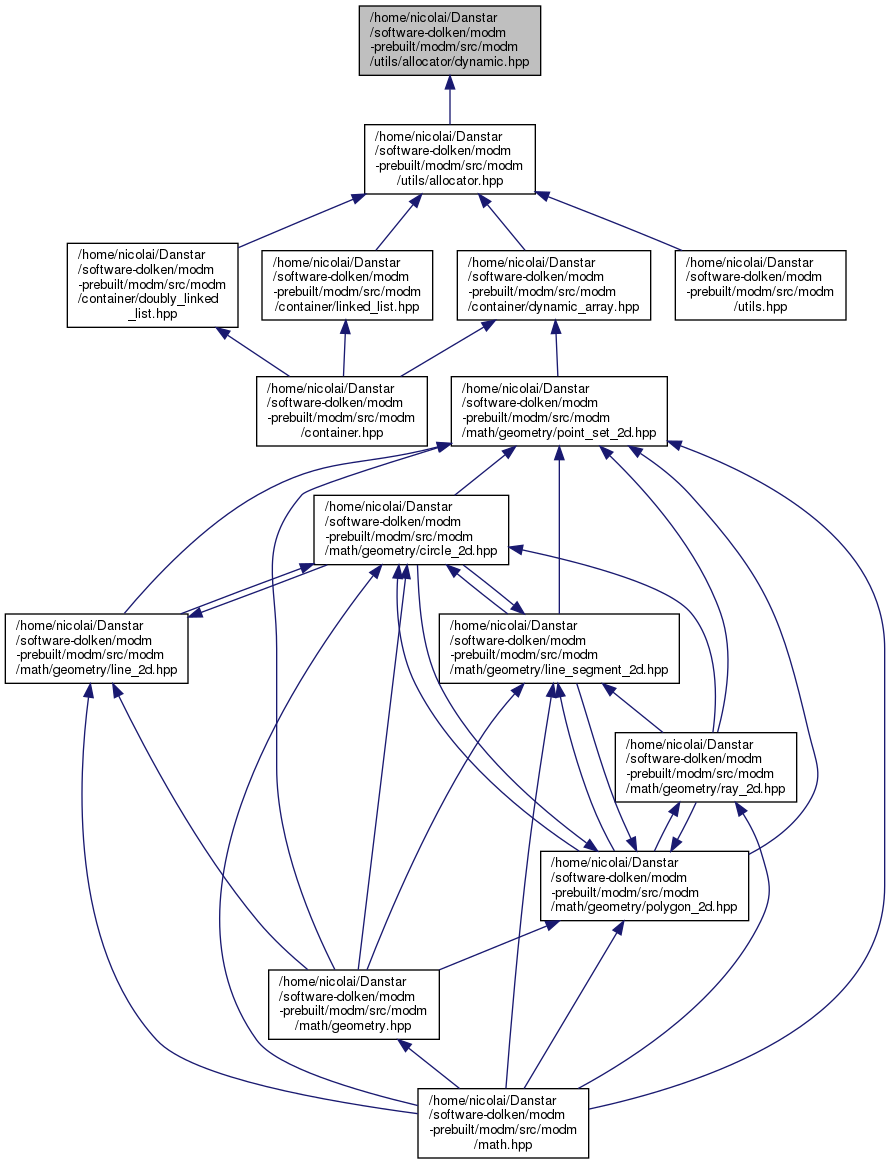 /home/nicolai/Danstar
/software-dolken/modm
-prebuilt/modm/src/modm
/utils/allocator/dynamic.hpp
/home/nicolai/Danstar
/software-dolken/modm
-prebuilt/modm/src/modm
/utils/allocator.hpp
/home/nicolai/Danstar
/software-dolken/modm
-prebuilt/modm/src/modm
/container/doubly_linked
_list.hpp
/home/nicolai/Danstar
/software-dolken/modm
-prebuilt/modm/src/modm
/container/linked_list.hpp
/home/nicolai/Danstar
/software-dolken/modm
-prebuilt/modm/src/modm
/container/dynamic_array.hpp
/home/nicolai/Danstar
/software-dolken/modm
-prebuilt/modm/src/modm
/utils.hpp
/home/nicolai/Danstar
/software-dolken/modm
-prebuilt/modm/src/modm
/container.hpp
/home/nicolai/Danstar
/software-dolken/modm
-prebuilt/modm/src/modm
/math/geometry/point_set_2d.hpp
/home/nicolai/Danstar
/software-dolken/modm
-prebuilt/modm/src/modm
/math/geometry/circle_2d.hpp
/home/nicolai/Danstar
/software-dolken/modm
-prebuilt/modm/src/modm
/math/geometry/line_2d.hpp
/home/nicolai/Danstar
/software-dolken/modm
-prebuilt/modm/src/modm
/math/geometry/line_segment_2d.hpp
/home/nicolai/Danstar
/software-dolken/modm
-prebuilt/modm/src/modm
/math/geometry/ray_2d.hpp
/home/nicolai/Danstar
/software-dolken/modm
-prebuilt/modm/src/modm
/math/geometry/polygon_2d.hpp
/home/nicolai/Danstar
/software-dolken/modm
-prebuilt/modm/src/modm
/math/geometry.hpp
/home/nicolai/Danstar
/software-dolken/modm
-prebuilt/modm/src/modm
/math.hpp